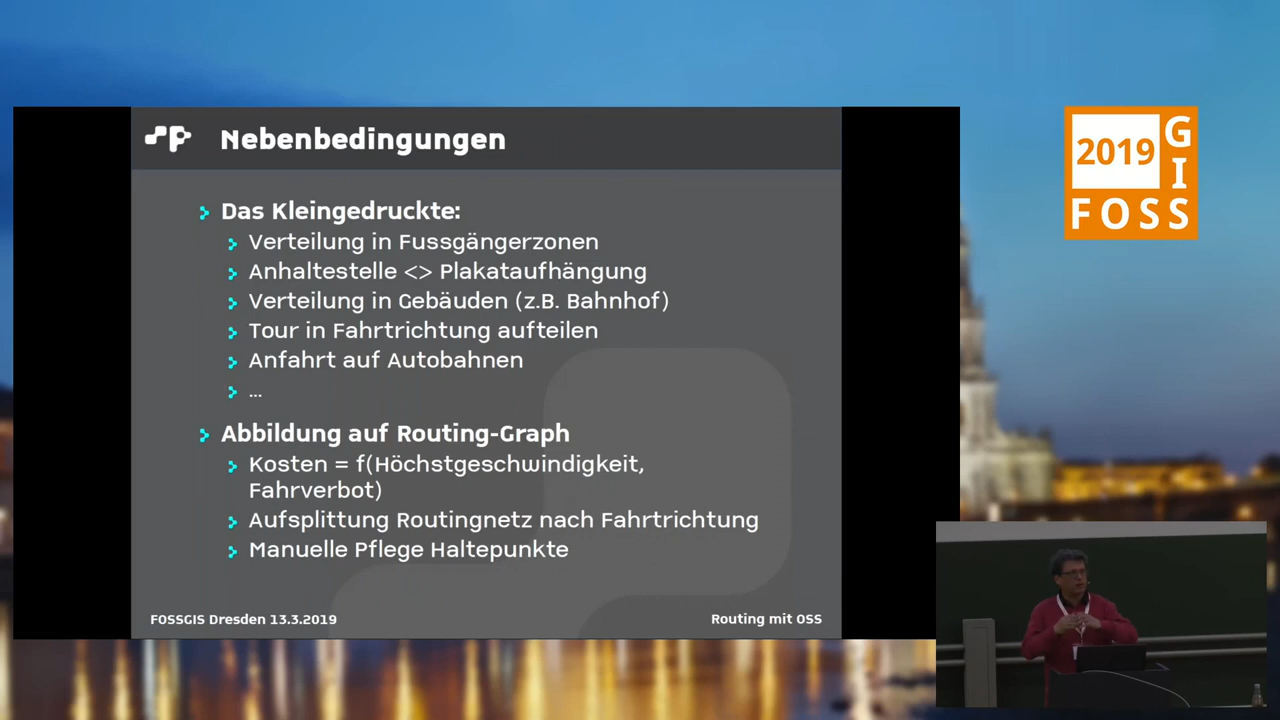 Nebenbedingungen
Das Kleingedruckte:
Verteilung in Fussgängerzonen
Anhaltestelle <> Plakataufhängung
Verteilung in Gebäuden (z.B. Bahnhof)
Tour in Fahrtrichtung aufteilen
Anfahrt auf Autobahnen
...
Abbildung auf Routing-Graph
Kosten = f(Höchstgeschwindigkeit,
Fahrverbot)
Aufsplittung Routingnetz nach Fahrtrichtung
Manuelle Pflege Haltepunkte
FOSSGIS Dresden 13.3.2019
Routing mit OSS
2019
GIS
FOSS